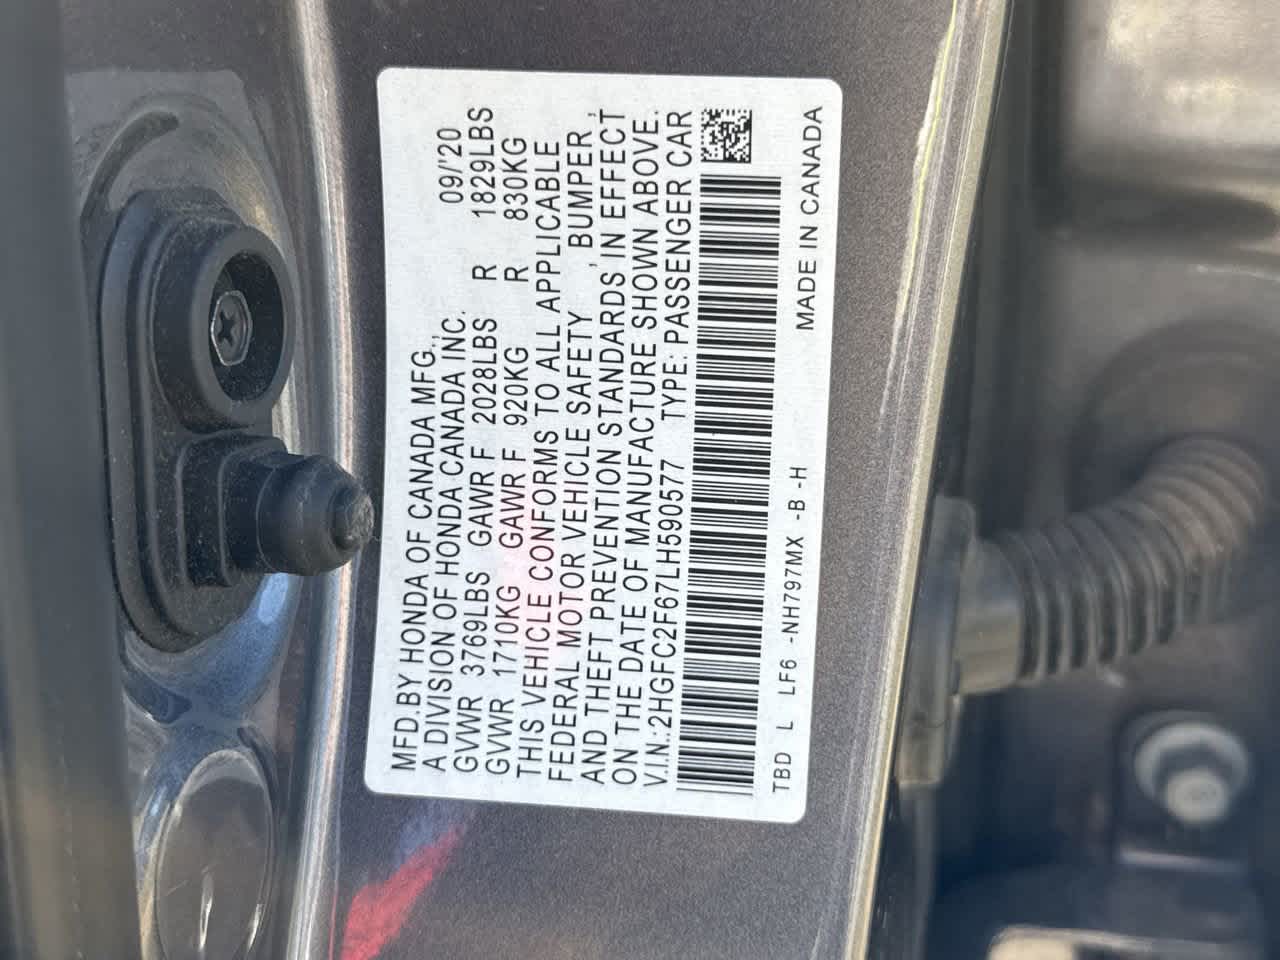 MFD.BY HONDA OF CANADA MFG., 09/'20
A DIVISION OF HONDA CANADA INC.
GVWR 3769LBS GAWR F 2028LBS R 1829LBS
GVWR 1710KG GAWR F 920KG R 830KG
THIS VEHICLE CONFORMS TO ALL APPLICABLE
FEDERAL MOTOR VEHICLE SAFETY, BUMPER,
AND THEFT PREVENTION STANDARDS IN EFFECT
ON THE DATE OF MANUFACTURE SHOWN ABOVE.
V.I.N.:2HGFC2F67LH590577 TYPE: PASSENGER CAR
TBD L LF6 -NH797MX -B -H MADE IN CANADA